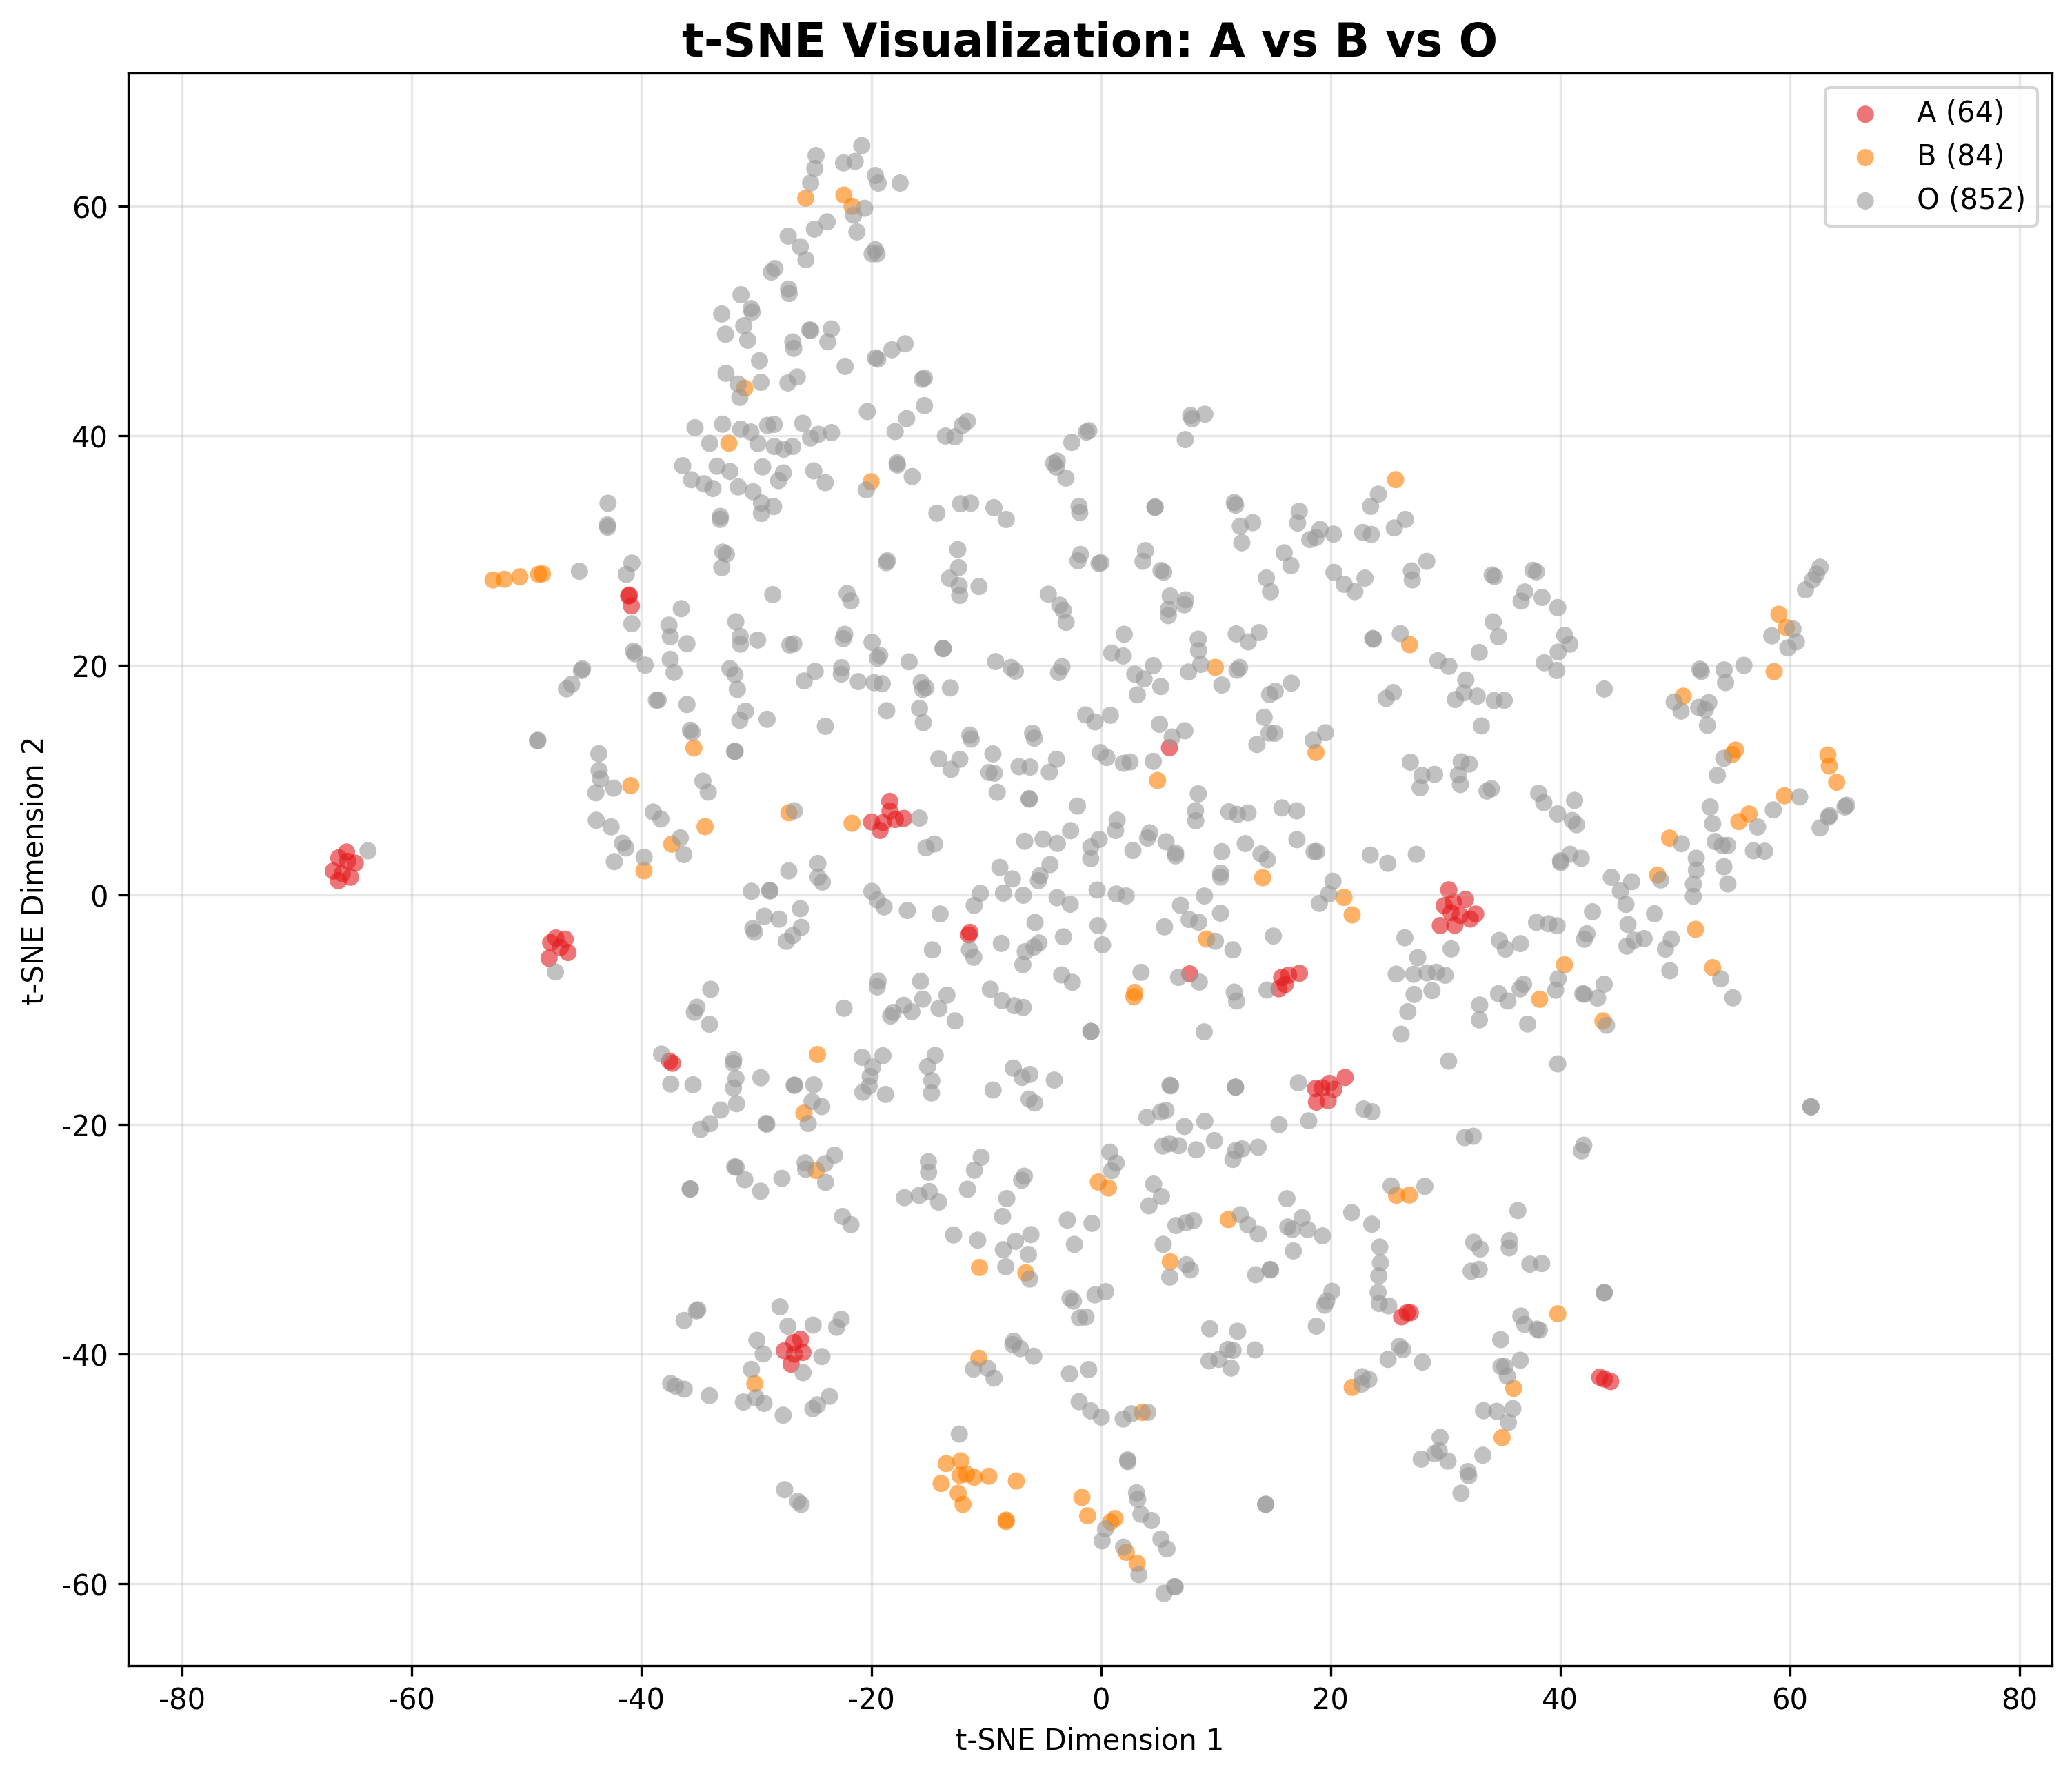 t-SNE Visualization: A vs B vs O
A (64)
B (84)
O (852)
60
40
20
0
-20
-40
-60
t-SNE Dimension 2
-80 -60 -40 -20 0 20 40 60 80
t-SNE Dimension 1